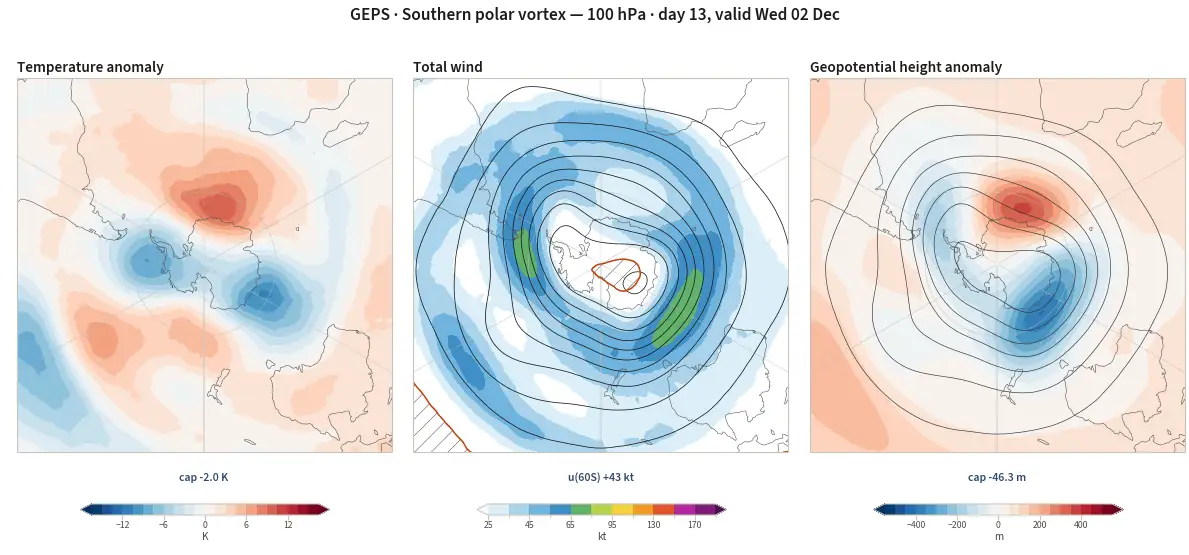 GEPS · Southern polar vortex — 100 hPa · day 13, valid Wed 02 Dec
Temperature anomaly
Total wind
Geopotential height anomaly
cap -2.0 K
u(60S) +43 kt
cap -46.3 m
−12 −6 0 6 12
K
25 45 65 95 130 170
kt
−400 −200 0 200 400
m